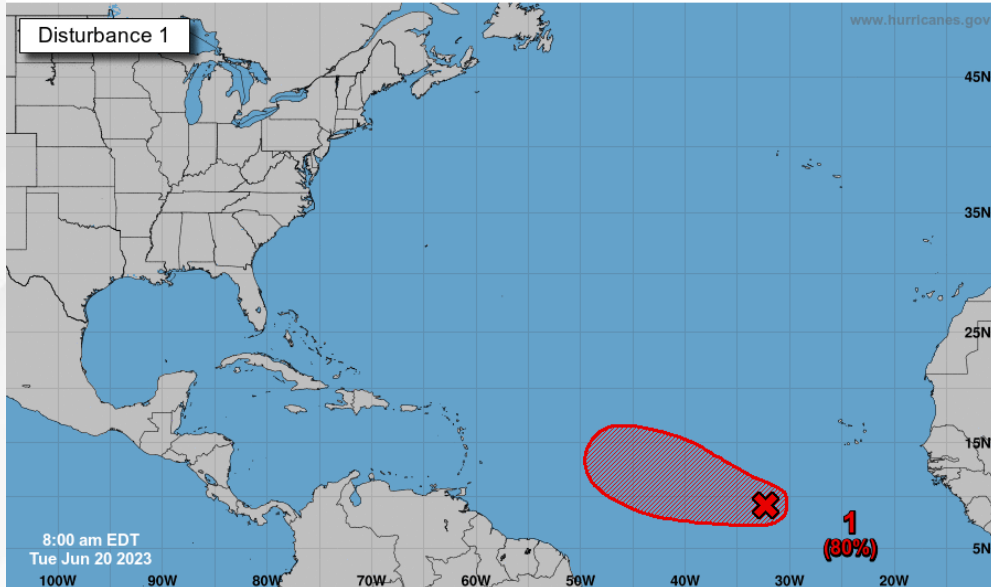 Disturbance 1
www.hurricanes.gov
45N
35N
25N
15N
1
(80%)
8:00 am EDT
Tue Jun 20 2023
5N
100W 90W 80W 70W 60W 50W 40W 30W 20W